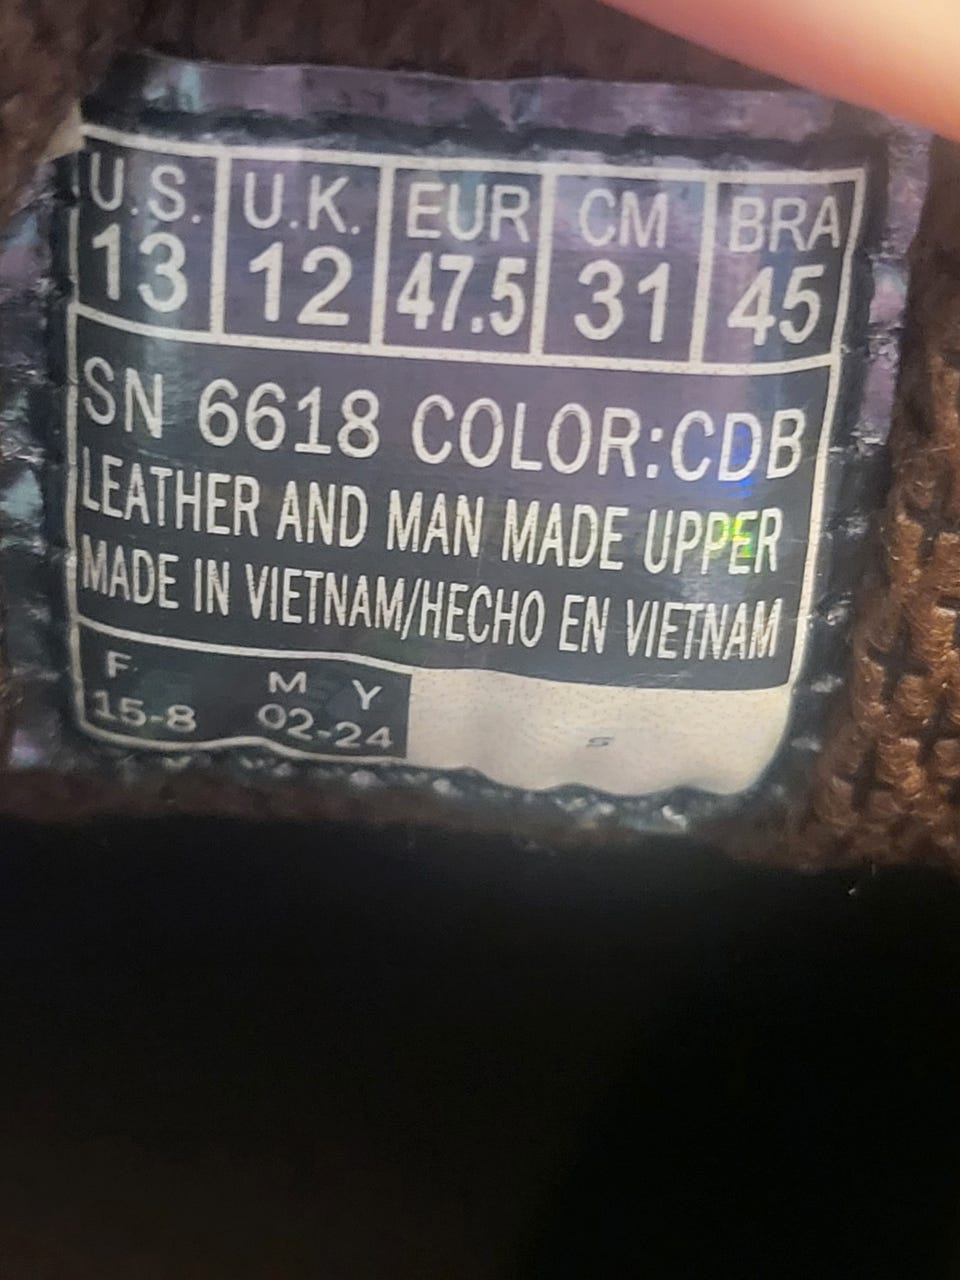 U.S. U.K. EUR CM BRA
13 12 47.5 31 45
SN 6618 COLOR:CDB
LEATHER AND MAN MADE UPPER
MADE IN VIETNAM/HECHO EN VIETNAM
F. M Y
15-8 02-24